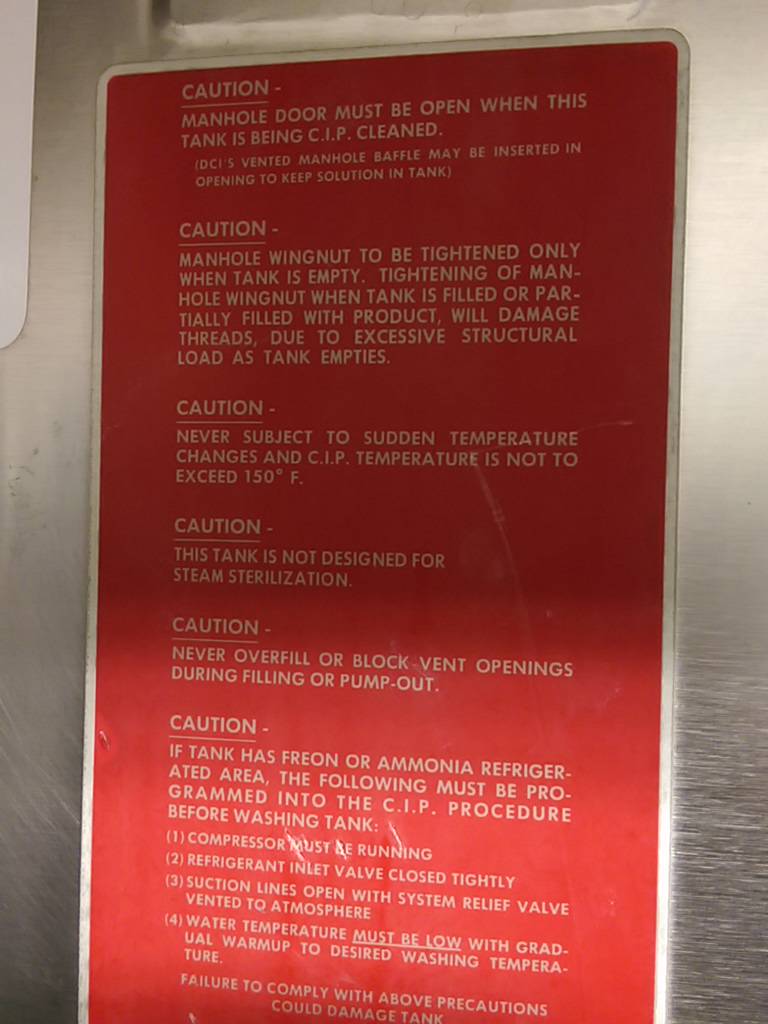 CAUTION -
MANHOLE DOOR MUST BE OPEN WHEN THIS
TANK IS BEING C.I.P. CLEANED.
(DCI'S VENTED MANHOLE BAFFLE MAY BE INSERTED IN
OPENING TO KEEP SOLUTION IN TANK)
CAUTION -
MANHOLE WINGNUT TO BE TIGHTENED ONLY
WHEN TANK IS EMPTY. TIGHTENING OF MAN-
HOLE WINGNUT WHEN TANK IS FILLED OR PAR-
TIALLY FILLED WITH PRODUCT, WILL DAMAGE
THREADS, DUE TO EXCESSIVE STRUCTURAL
LOAD AS TANK EMPTIES.
CAUTION -
NEVER SUBJECT TO SUDDEN TEMPERATURE
CHANGES AND C.I.P. TEMPERATURE IS NOT TO
EXCEED 150° F.
CAUTION -
THIS TANK IS NOT DESIGNED FOR
STEAM STERILIZATION.
CAUTION -
NEVER OVERFILL OR BLOCK VENT OPENINGS
DURING FILLING OR PUMP-OUT.
CAUTION -
IF TANK HAS FREON OR AMMONIA REFRIGER-
ATED AREA, THE FOLLOWING MUST BE PRO-
GRAMMED INTO THE C.I.P. PROCEDURE
BEFORE WASHING TANK:
(1) COMPRESSOR MUST BE RUNNING
(2) REFRIGERANT INLET VALVE CLOSED TIGHTLY
(3) SUCTION LINES OPEN WITH SYSTEM RELIEF VALVE
VENTED TO ATMOSPHERE
(4) WATER TEMPERATURE MUST BE LOW WITH GRAD-
UAL WARMUP TO DESIRED WASHING TEMPERA-
TURE.
FAILURE TO COMPLY WITH ABOVE PRECAUTIONS
COULD DAMAGE TANK